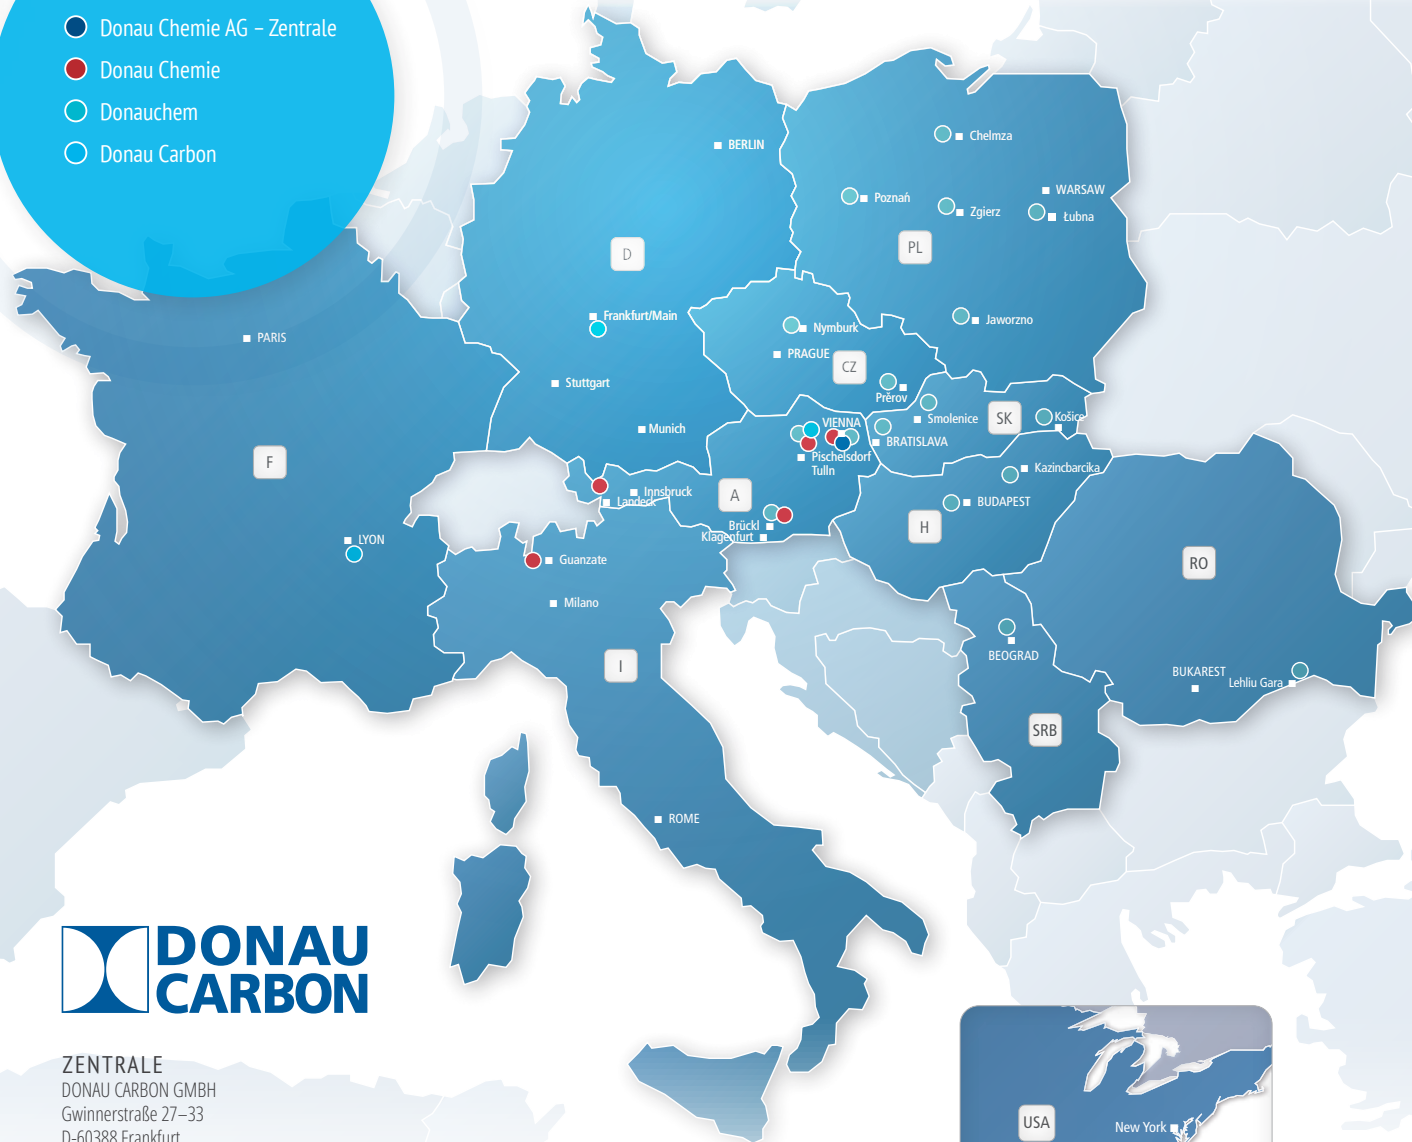 Donau Chemie AG – Zentrale
Donau Chemie
Donauchem
Donau Carbon
BERLIN
Chelmza
Poznań
WARSAW
Zgierz
Łubna
D
PL
Frankfurt/Main
Nymburk
Jaworzno
PARIS
PRAGUE
CZ
Stuttgart
Prěrov
Smolenice
SK
Košice
Munich
VIENNA
BRATISLAVA
Pischelsdorf
Tulln
F
Kazincbarcika
Innsbruck
Landeck
A
BUDAPEST
H
Brückl
Klagenfurt
LYON
Guanzate
RO
Milano
BEOGRAD
I
BUKAREST
Lehliu Gara
SRB
ROME
DONAU
CARBON
ZENTRALE
DONAU CARBON GMBH
Gwinnerstraße 27–33
D-60388 Frankfurt
USA
New York